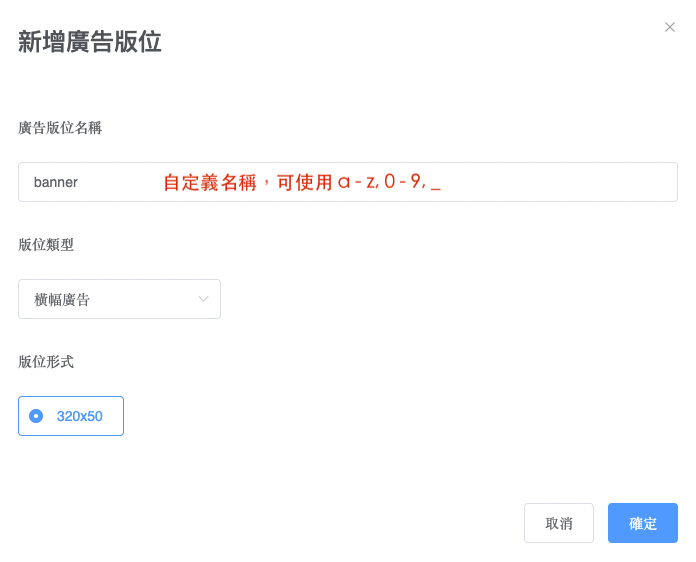 新增廣告版位
廣告版位名稱
banner 自定義名稱，可使用 a-z, 0-9, _
版位類型
橫幅廣告
版位形式
320x50
取消 確定